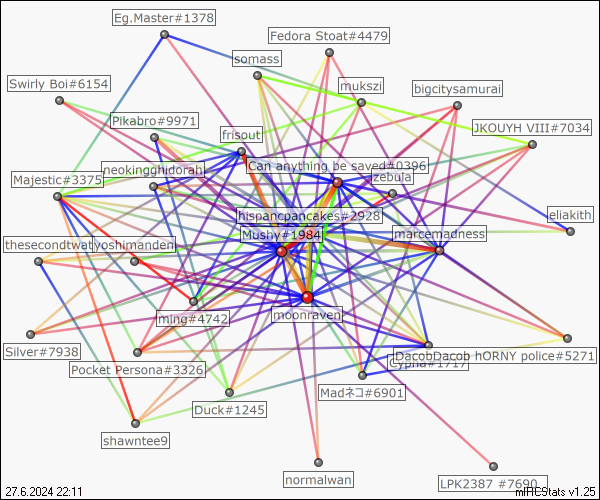 Eg.Master#1378
Fedora Stoat#4479
somass
Swirly Boi#6154
mukszi
bigcitysamurai
Pikabro#9971
frisout
JKOUYH VIII#7034
neokingghidorah
Can anything be saved#0396
Majestic#3375
zebula
hispancpancakes#2928
eliakith
thesecondtwat
yoshimanden
Mushy#1984
marcemadness
ming#4742
moonraven
Silver#7938
Pocket Persona#3326
DacobDacob hORNY police#5271
Cypha#1717
Duck#1245
Madネコ#6901
shawntee9
normalwan
LPK2387 #7690
27.6.2024 22:11
mIRCStats v1.25